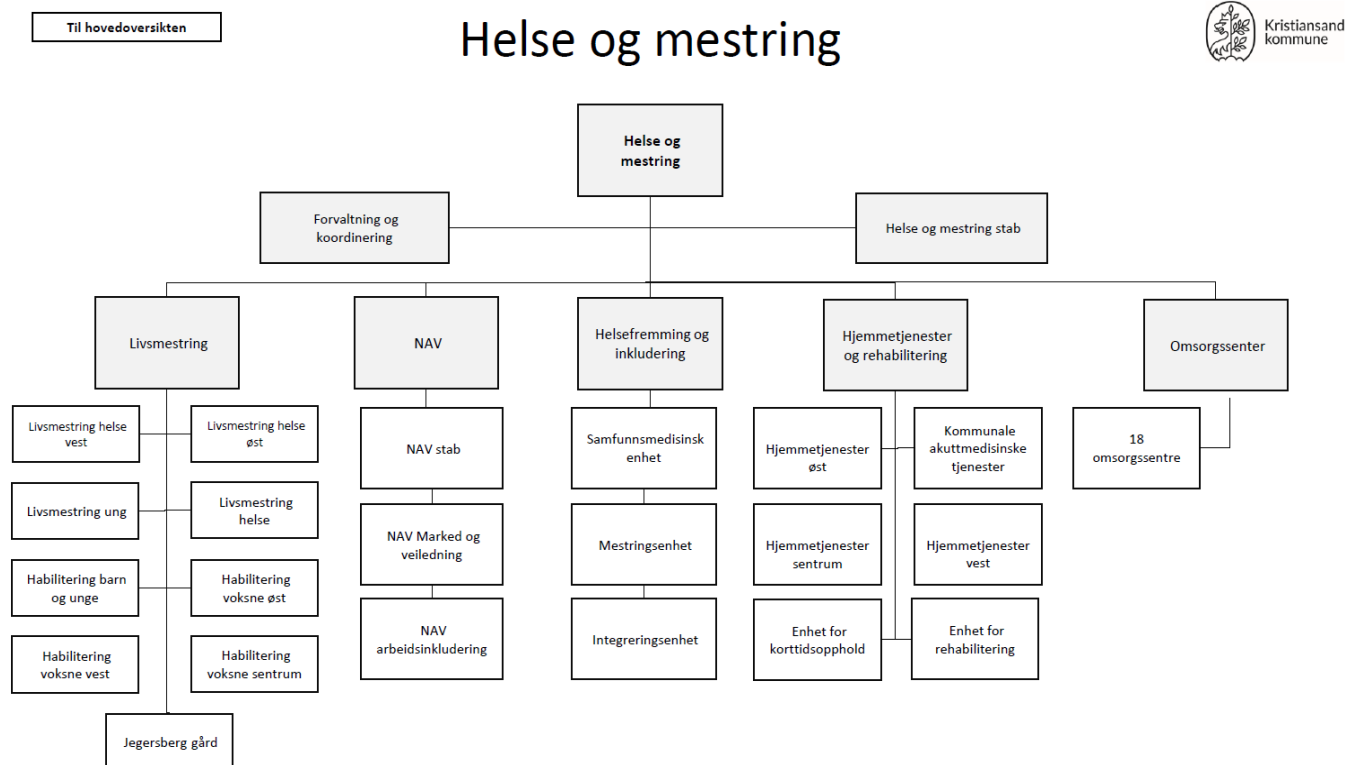 Til hovedoversikten
Helse og mestring
Kristiansand
kommune
Helse og
mestring
Forvaltning og
koordinering
Helse og mestring stab
Livsmestring
NAV
Helsefremming og
inkludering
Hjemmetjenester
og rehabilitering
Omsorgssenter
Livsmestring helse
vest
Livsmestring helse
øst
Livsmestring ung
Livsmestring
helse
Habilitering barn
og unge
Habilitering
voksne øst
Habilitering
voksne vest
Habilitering
voksne sentrum
Jegersberg gård
NAV stab
NAV Marked og
veiledning
NAV
arbeidsinkludering
Samfunnsmedisinsk
enhet
Mestringsenhet
Integreringsenhet
Hjemmetjenester
øst
Kommunale
akuttmedisinske
tjenester
Hjemmetjenester
sentrum
Hjemmetjenester
vest
Enhet for
korttidsopphold
Enhet for
rehabilitering
18
omsorgssentre